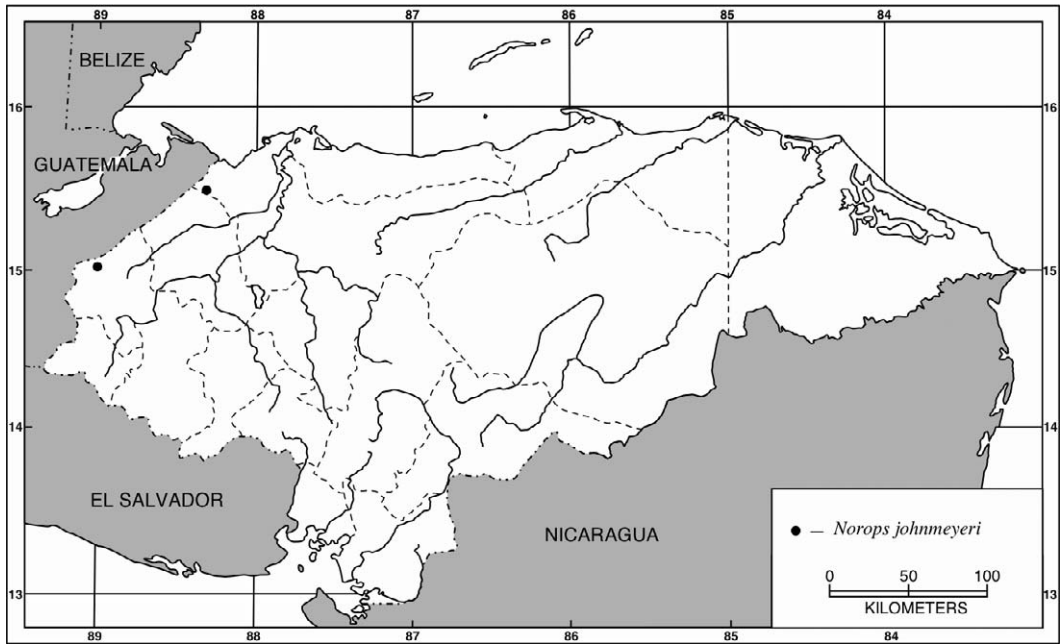 89 88 87 86 85 84
BELIZE
16 16
GUATEMALA
15 15
14 14
EL SALVADOR
NICARAGUA
— Norops johnmeyeri
0 50 100
KILOMETERS
13 13
89 88 87 86 85 84